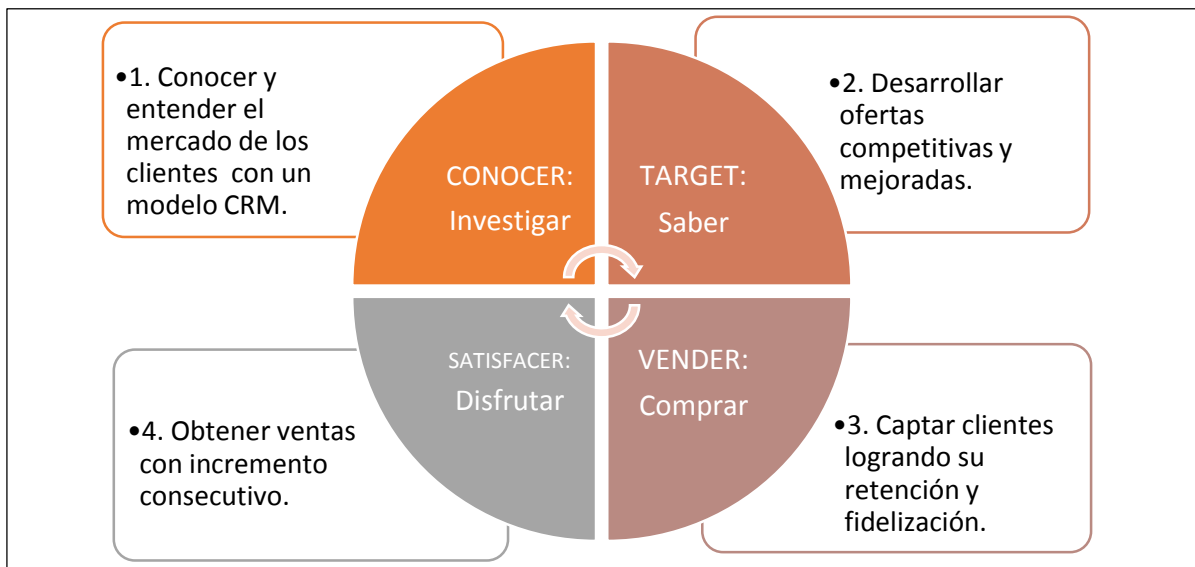 •1. Conocer y
entender el
mercado de los
clientes con un
modelo CRM.
CONOCER:
Investigar
TARGET:
Saber
•2. Desarrollar
ofertas
competitivas y
mejoradas.
SATISFACER:
Disfrutar
•4. Obtener ventas
con incremento
consecutivo.
VENDER:
Comprar
•3. Captar clientes
logrando su
retención y
fidelización.